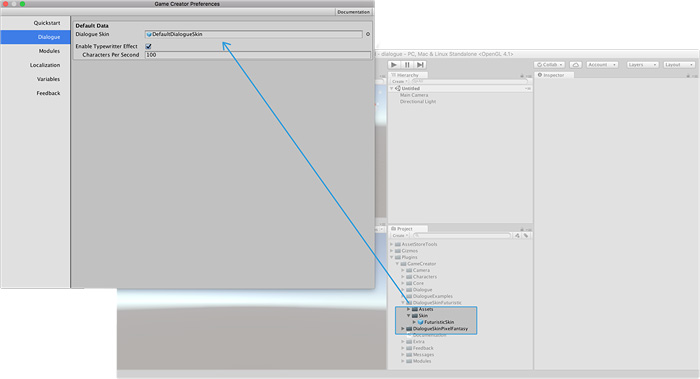 Game Creator Preferences
Documentation
Quickstart
Dialogue
Modules
Localization
Variables
Feedback
Default Data
Dialogue Skin
DefaultDialogueSkin
Enable Typewritter Effect
Characters Per Second
100
- dialogue - PC, Mac & Linux Standalone <OpenGL 4.1>
Collab
Account
Layers
Layout
Hierarchy
Create
Untitled
Main Camera
Directional Light
Inspector
Project
Create
AssetStoreTools
Gizmos
Plugins
GameCreator
Camera
Characters
Core
Dialogue
DialogueExamples
DialogueSkinFuturistic
Assets
Skin
FuturisticSkin
DialogueSkinPixelFantasy
Documentation
Extra
Feedback
Messages
Modules